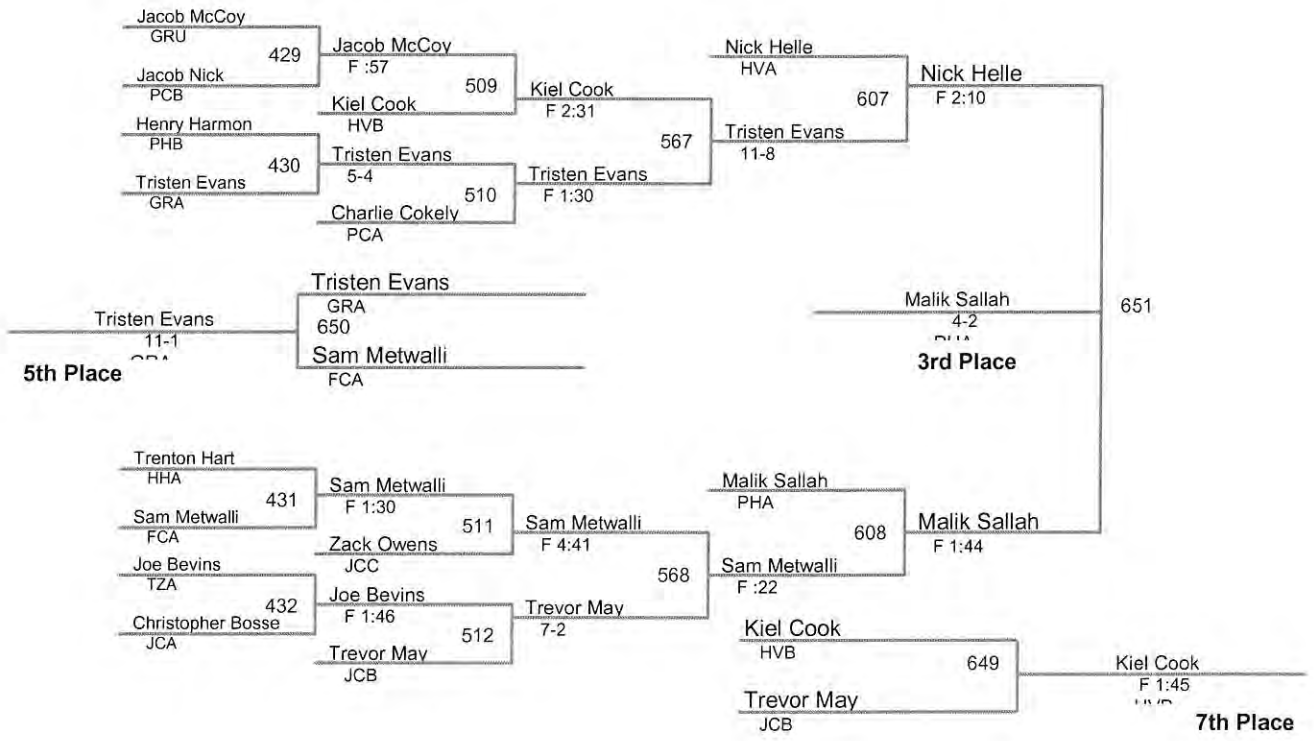 Jacob McCoy
GRU
429
Jacob Nick
PCB
Jacob McCoy
F :57
509
Kiel Cook
HVB
Henry Harmon
PHB
430
Tristen Evans
GRA
Tristen Evans
5-4
510
Charlie Cokely
PCA
Kiel Cook
F 2:31
567
Tristen Evans
F 1:30
Nick Helle
HVA
607
Tristen Evans
11-8
Nick Helle
F 2:10
651
Tristen Evans
GRA
650
Sam Metwalli
FCA
Tristen Evans
11-1
5th Place
Malik Sallah
4-2
3rd Place
Trenton Hart
HHA
431
Sam Metwalli
FCA
Sam Metwalli
F 1:30
511
Zack Owens
JCC
Joe Bevins
TZA
432
Christopher Bosse
JCA
Joe Bevins
F 1:46
512
Trevor May
JCB
Sam Metwalli
F 4:41
568
Trevor May
7-2
Malik Sallah
PHA
608
Sam Metwalli
F :22
Malik Sallah
F 1:44
Kiel Cook
HVB
649
Trevor May
JCB
Kiel Cook
F 1:45
7th Place